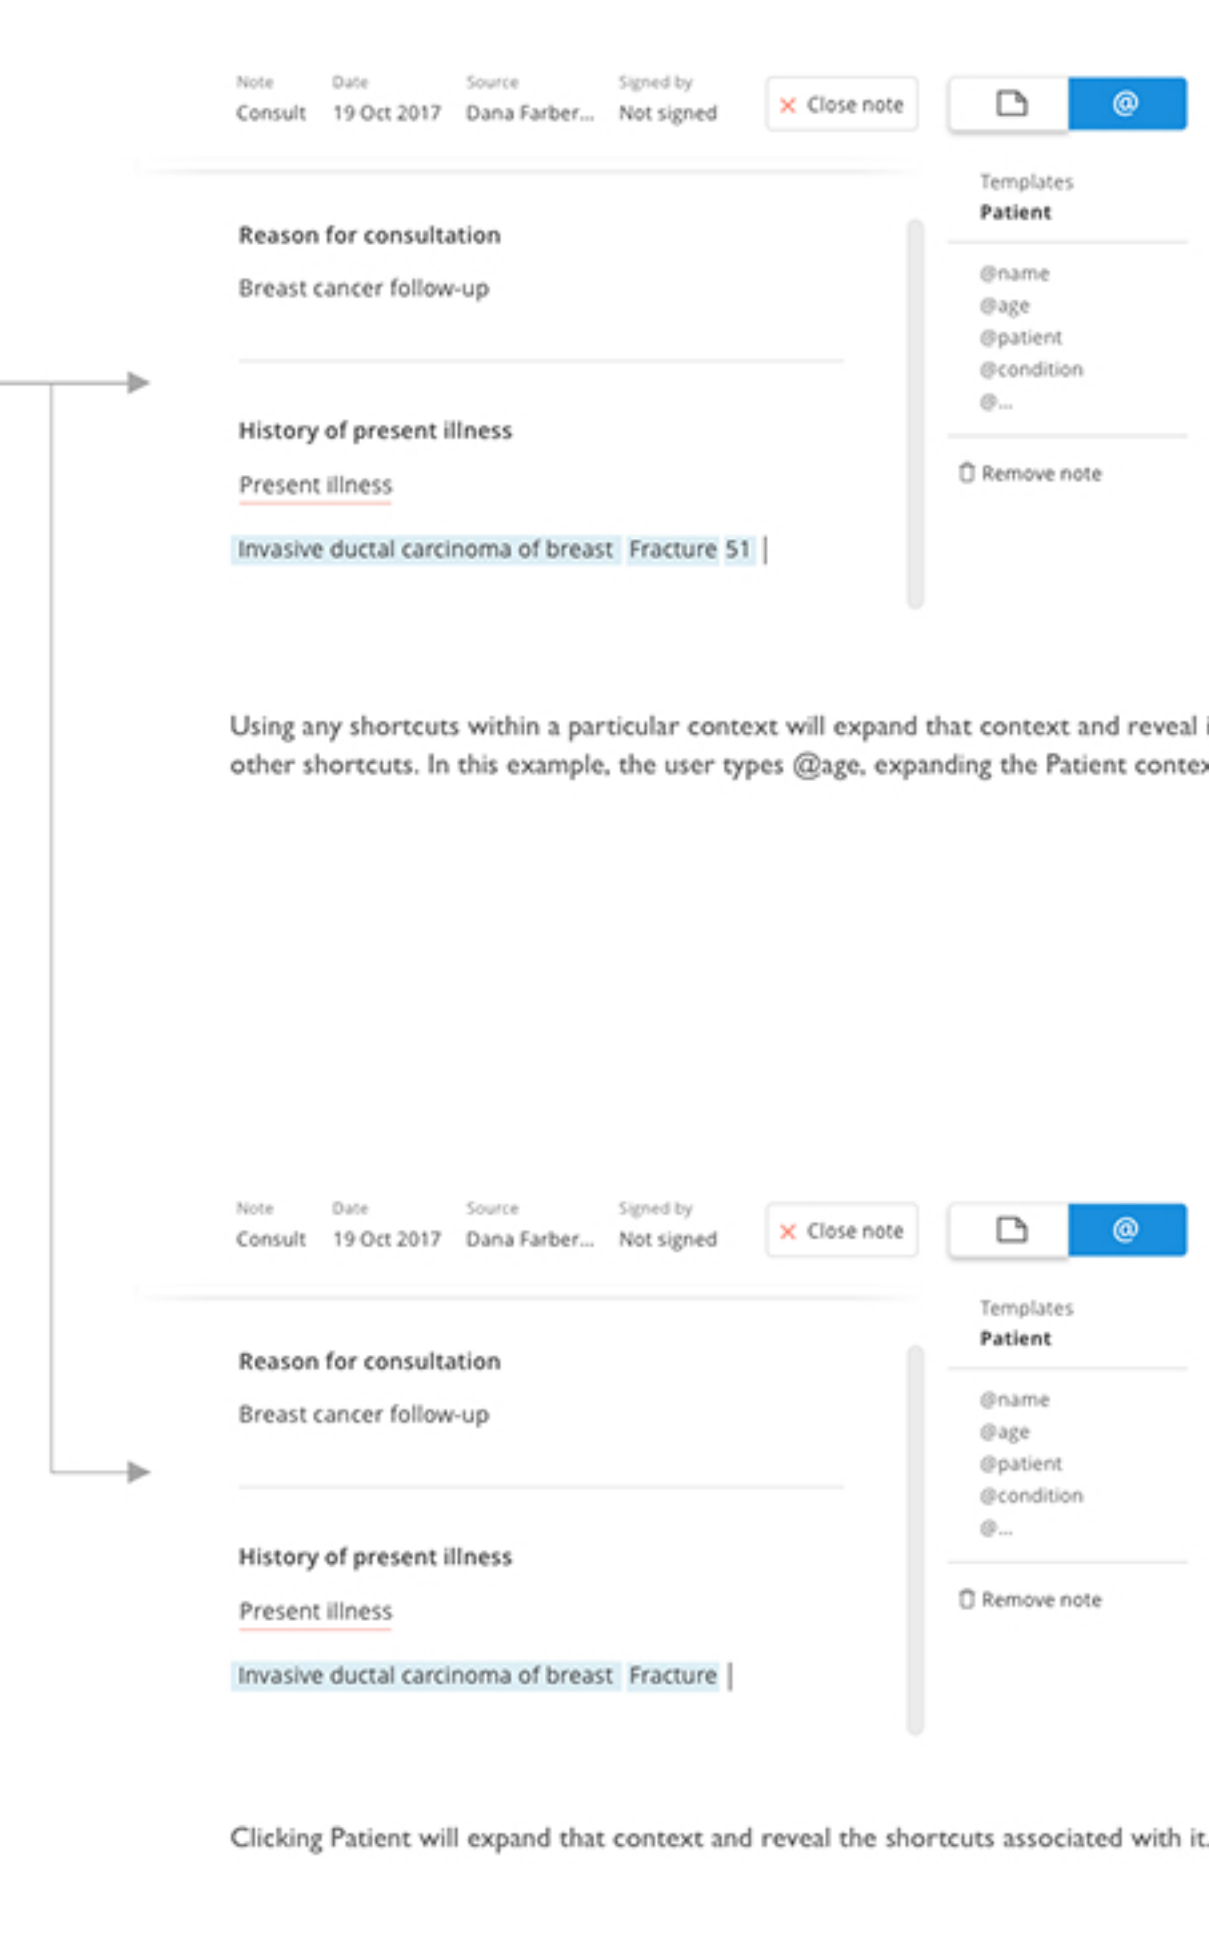 Note Date Source Signed by
Consult 19 Oct 2017 Dana Farber... Not signed × Close note @
Templates
Patient
Reason for consultation
Breast cancer follow-up
@name
@age
@patient
@condition
@...
History of present illness
Present illness
Remove note
Invasive ductal carcinoma of breast Fracture 51
Using any shortcuts within a particular context will expand that context and reveal
other shortcuts. In this example, the user types @age, expanding the Patient
Note Date Source Signed by
Consult 19 Oct 2017 Dana Farber... Not signed × Close note @
Templates
Patient
Reason for consultation
Breast cancer follow-up
@name
@age
@patient
@condition
@...
History of present illness
Present illness
Remove note
Invasive ductal carcinoma of breast Fracture
Clicking Patient will expand that context and reveal the shortcuts associated with it.